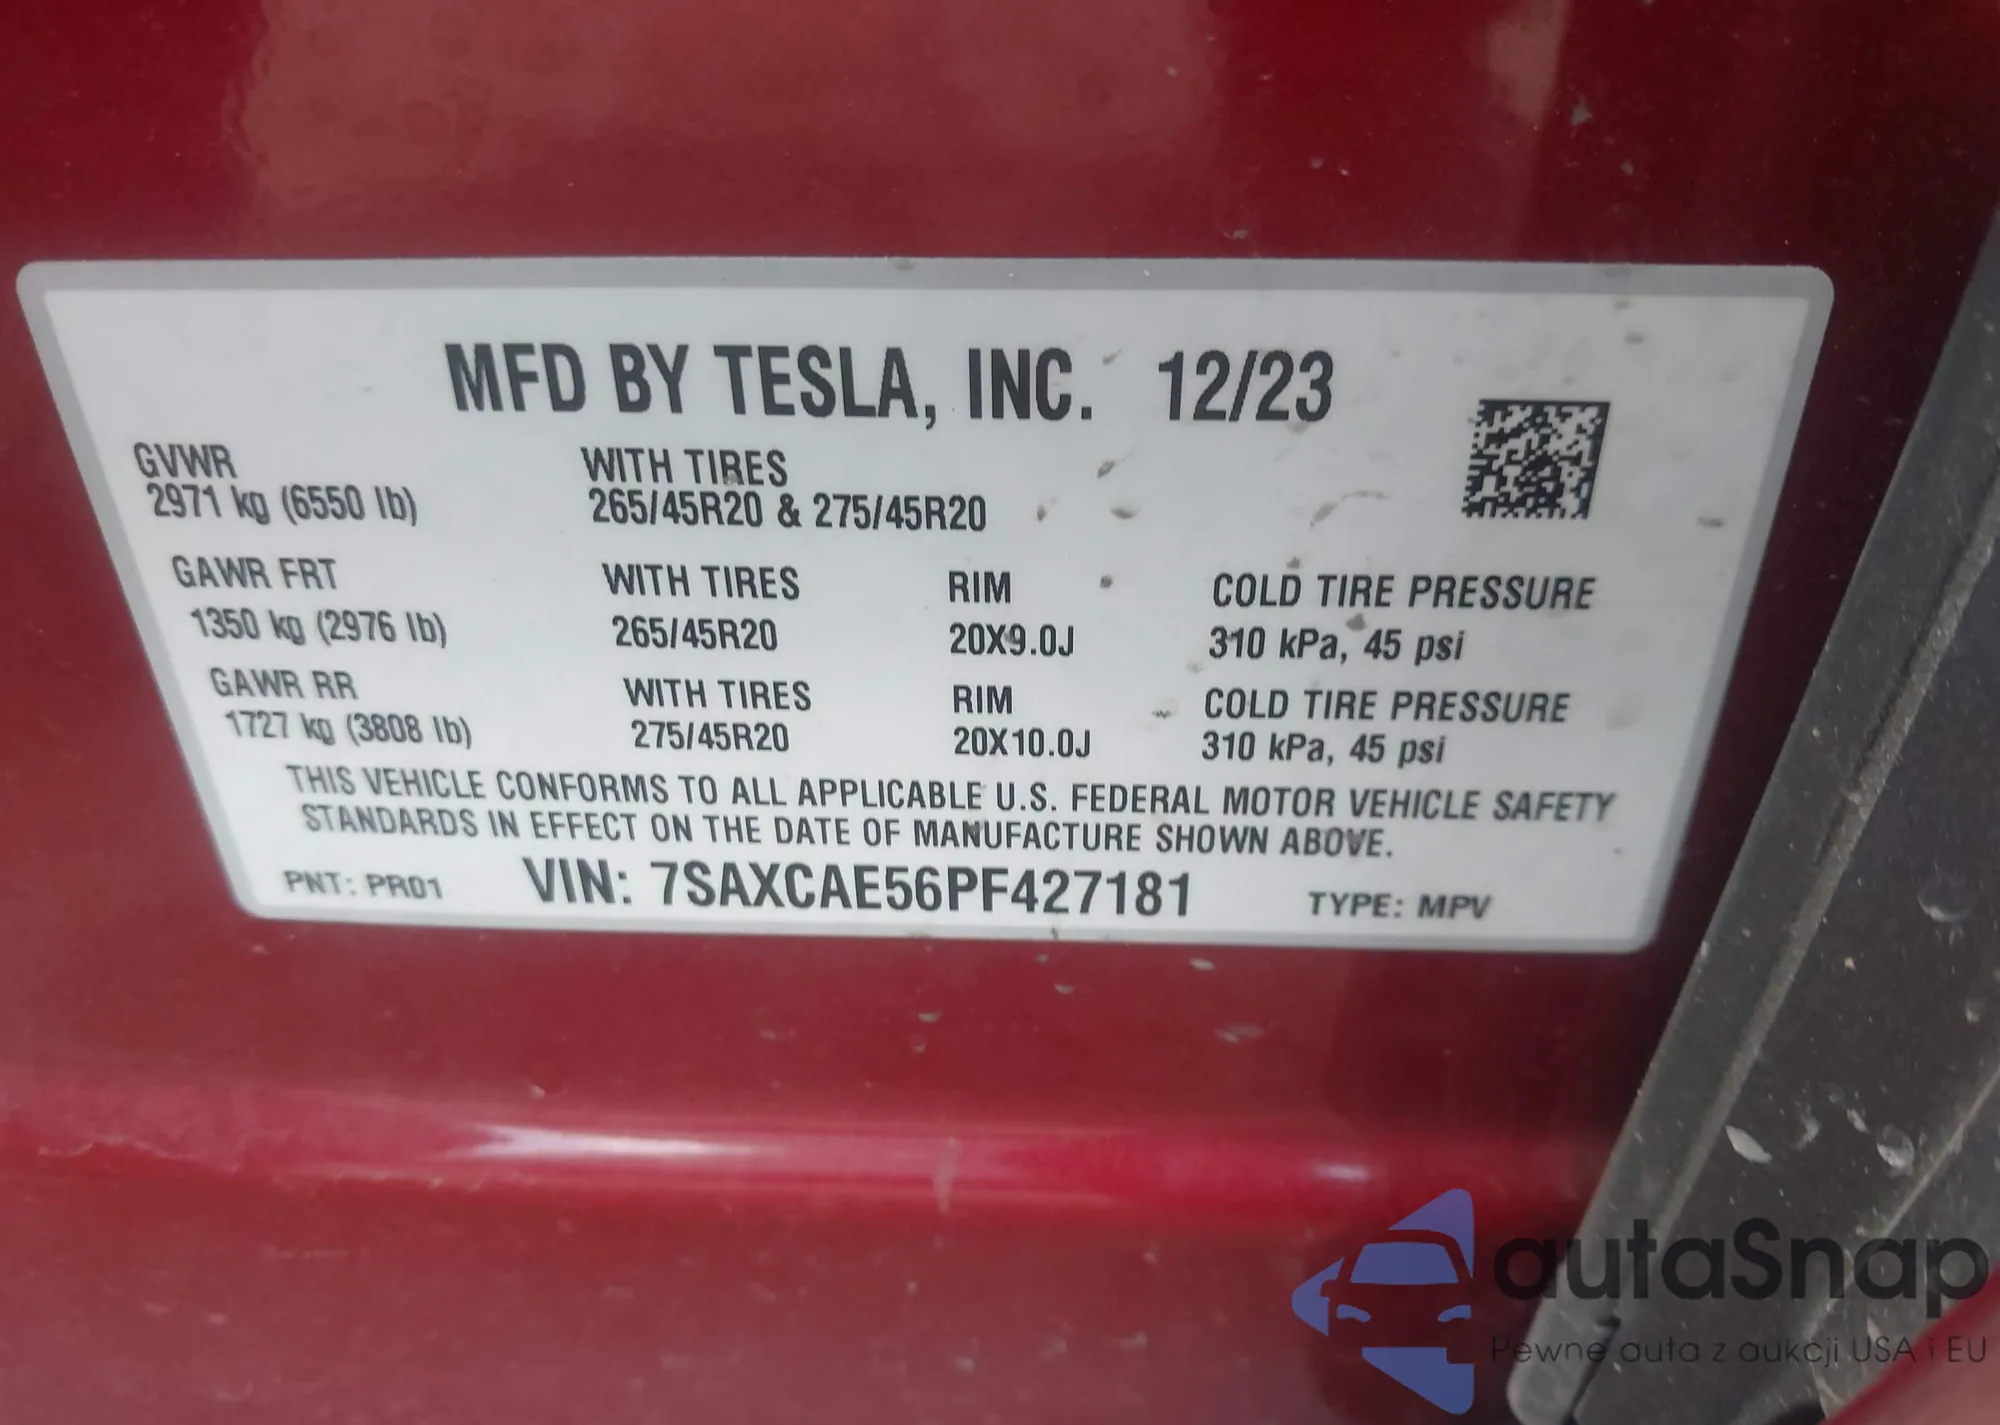 MFD BY TESLA, INC. 12/23
GVWR WITH TIRES
2971 kg (6550 lb) 265/45R20 & 275/45R20
GAWR FRT WITH TIRES RIM COLD TIRE PRESSURE
1350 kg (2976 lb) 265/45R20 20X9.0J 310 kPa, 45 psi
GAWR RR WITH TIRES RIM COLD TIRE PRESSURE
1727 kg (3808 lb) 275/45R20 20X10.0J 310 kPa, 45 psi
THIS VEHICLE CONFORMS TO ALL APPLICABLE U.S. FEDERAL MOTOR VEHICLE SAFETY
STANDARDS IN EFFECT ON THE DATE OF MANUFACTURE SHOWN ABOVE.
PNT: PR01 VIN: 7SAXCAE56PF427181 TYPE: MPV
autaSnap
Pewne auta z aukcji USA i EU